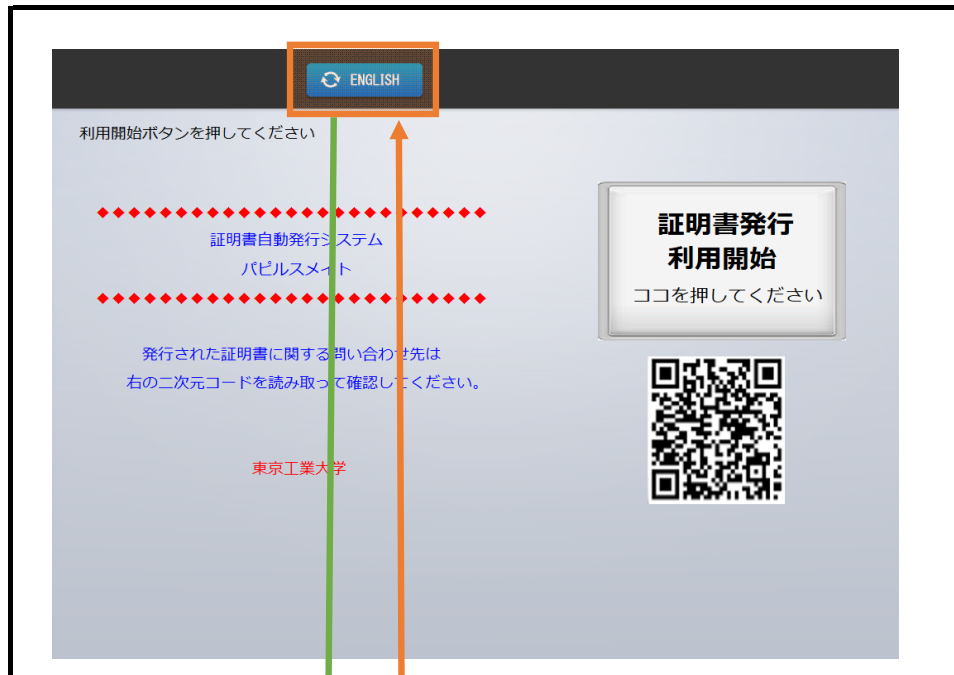 ENGLISH
利用開始ボタンを押してください
証明書自動発行システム
パピルスメイト
発行された証明書に関する問い合わせ先は
右の二次元コードを読み取って確認してください。
東京工業大学
証明書発行
利用開始
ココを押してください